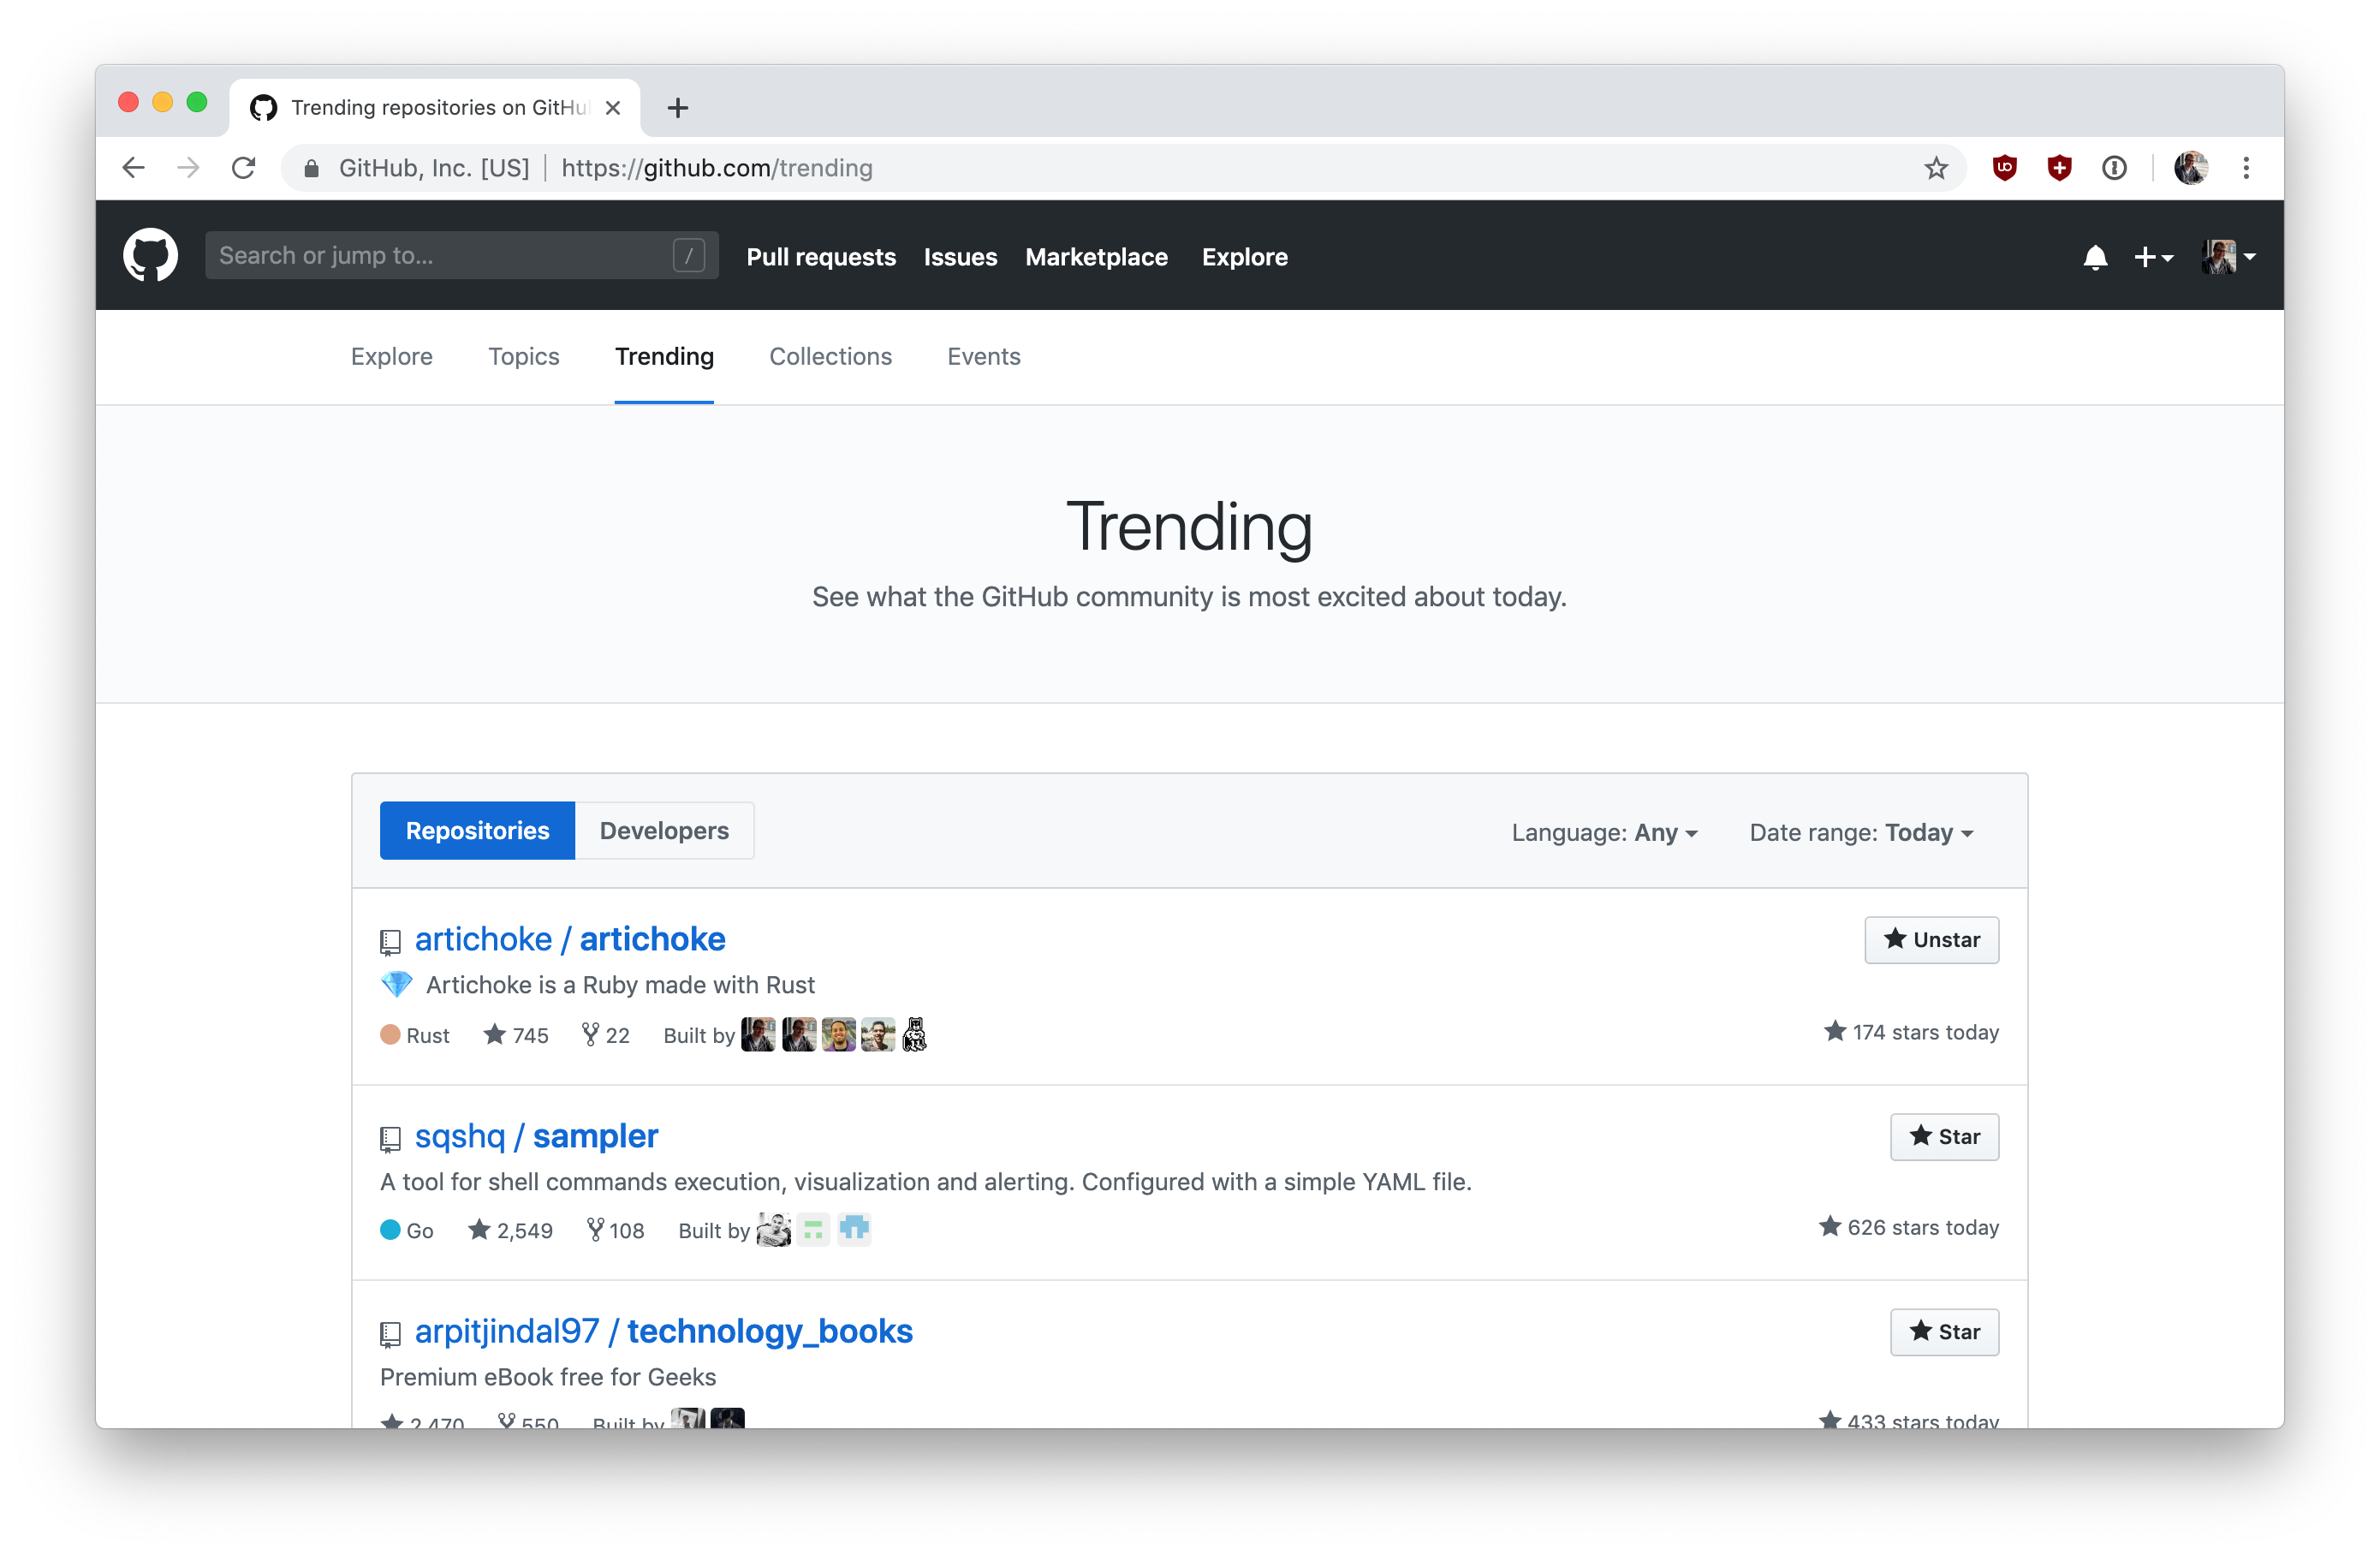 Trending repositories on GitHu
GitHub, Inc. [US] https://github.com/trending
Search or jump to... /
Pull requests Issues Marketplace Explore
Explore Topics Trending Collections Events
Trending
See what the GitHub community is most excited about today.
Repositories Developers Language: Any Date range: Today
artichoke / artichoke Unstar
💎 Artichoke is a Ruby made with Rust
Rust 745 22 Built by 174 stars today
sqshq / sampler Star
A tool for shell commands execution, visualization and alerting. Configured with a simple YAML file.
Go 2,549 108 Built by 626 stars today
arpitjindal97 / technology_books Star
Premium eBook free for Geeks
2,470 550 Built by 433 stars today